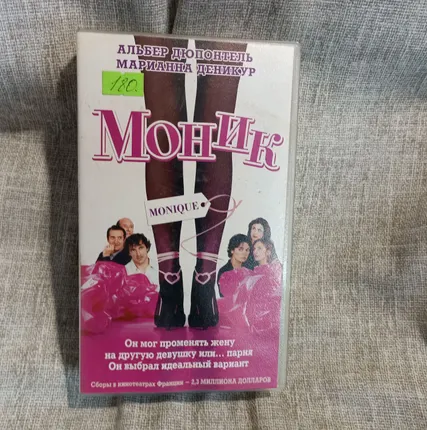 АЛЬБЕР ДЮПОНТЕЛЬ
МАРИАННА ДЕНИКУР
180.
МОНИК
MONIQUE
Он мог променять жену
на другую девушку или... парня
Он выбрал идеальный вариант
Сборы в кинотеатрах Франции – 2,3 МИЛЛИОНА ДОЛЛАРОВ